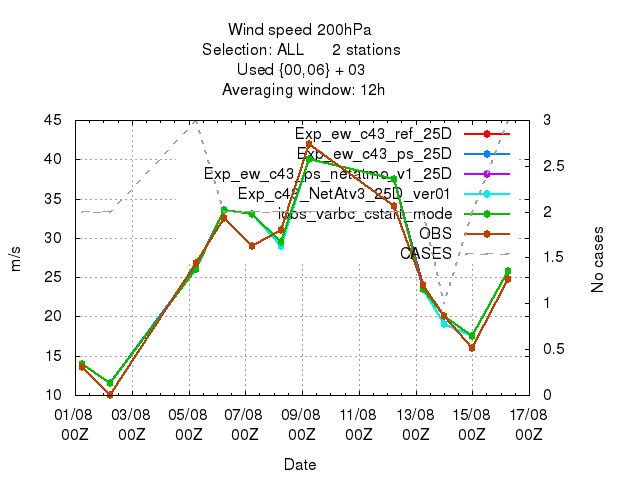 Wind speed 200hPa
Selection: ALL 2 stations
Used {00,06} + 03
Averaging window: 12h
45
40
35
30
25
20
15
10
m/s
3
2.5
2
1.5
1
0.5
0
No cases
Exp_ew_c43_ref_25D
Exp_ew_c43_ps_25D
Exp_ew_c43_ps_netatmo_v1_25D
Exp_c43_NetAtv3_25D_ver01
jobs_varbc_cstart_mode
OBS
CASES
01/08 03/08 05/08 07/08 09/08 11/08 13/08 15/08 17/08
00Z 00Z 00Z 00Z 00Z 00Z 00Z 00Z 00Z
Date